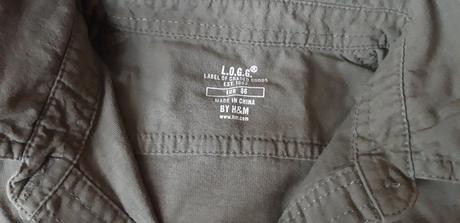 L.O.G.G.®
LABEL OF GRADED GOODS
EUR 86
MADE IN CHINA
BY H&M
www.hm.com